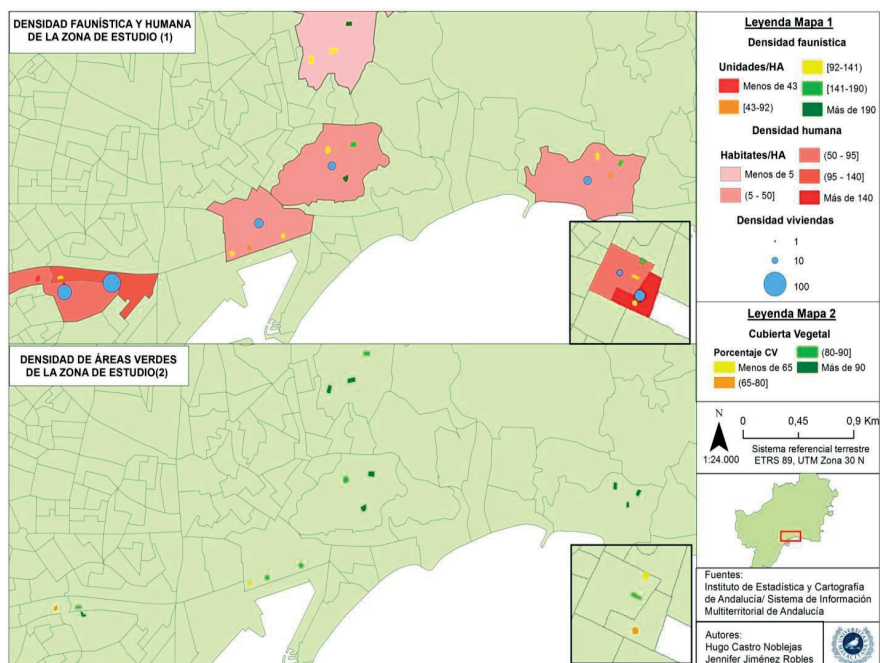 DENSIDAD FAUNÍSTICA Y HUMANA
DE LA ZONA DE ESTUDIO (1)
DENSIDAD DE ÁREAS VERDES
DE LA ZONA DE ESTUDIO(2)
Leyenda Mapa 1
Densidad faunistica
Unidades/HA
Menos de 43
[43-92)
[92-141)
[141-190)
Más de 190
Densidad humana
Habitates/HA
Menos de 5
(5 - 50]
(50 - 95]
(95 - 140]
Más de 140
Densidad viviendas
1
10
100
Leyenda Mapa 2
Cubierta Vegetal
Porcentaje CV
Menos de 65
(65-80]
(80-90]
Más de 90
N
1:24.000
0 0,45 0,9 Km
Sistema referencial terrestre
ETRS 89, UTM Zona 30 N
Fuentes:
Instituto de Estadística y Cartografía
de Andalucía/ Sistema de Información
Multiterritorial de Andalucía
Autores:
Hugo Castro Noblejas
Jennifer Jiménez Robles